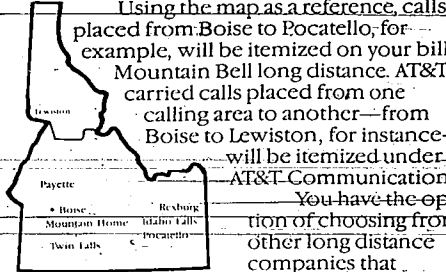 Using the map as a reference, calls
placed from Boise to Pocatello, for
example, will be itemized on your bill
Mountain Bell long distance. AT&T
carried calls placed from one
calling area to another—from
Boise to Lewiston, for instance—
will be itemized under
AT&T Communication
You have the op-
tion of choosing from
other long distance
companies that
Lewiston
Payette
Boise
Rexburg
Mountain Home Idaho Falls
Pocatello
Twin Falls